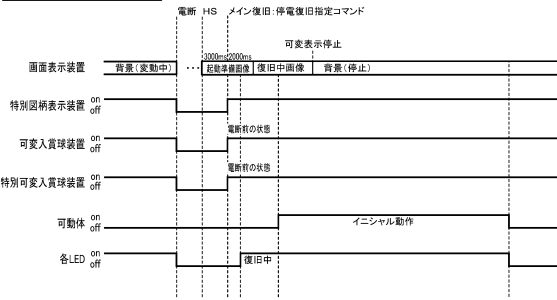 電断 HS メイン復旧:停電復旧指定コマンド
可変表示停止
3000ms 2000ms
画面表示装置 背景(変動中) ・・・ 起動準備画像 復旧中画像 背景(停止)
特別図柄表示装置 on
off
電断前の状態
可変入賞球装置 on
off
電断前の状態
特別可変入賞球装置 on
off
可動体 on
off
イニシャル動作
各LED on
off
復旧中